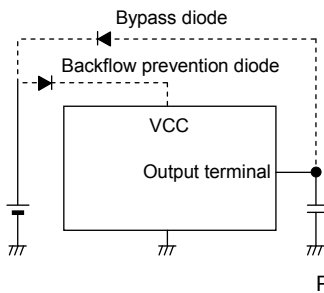 Bypass diode
Backflow prevention diode
VCC
Output terminal
F